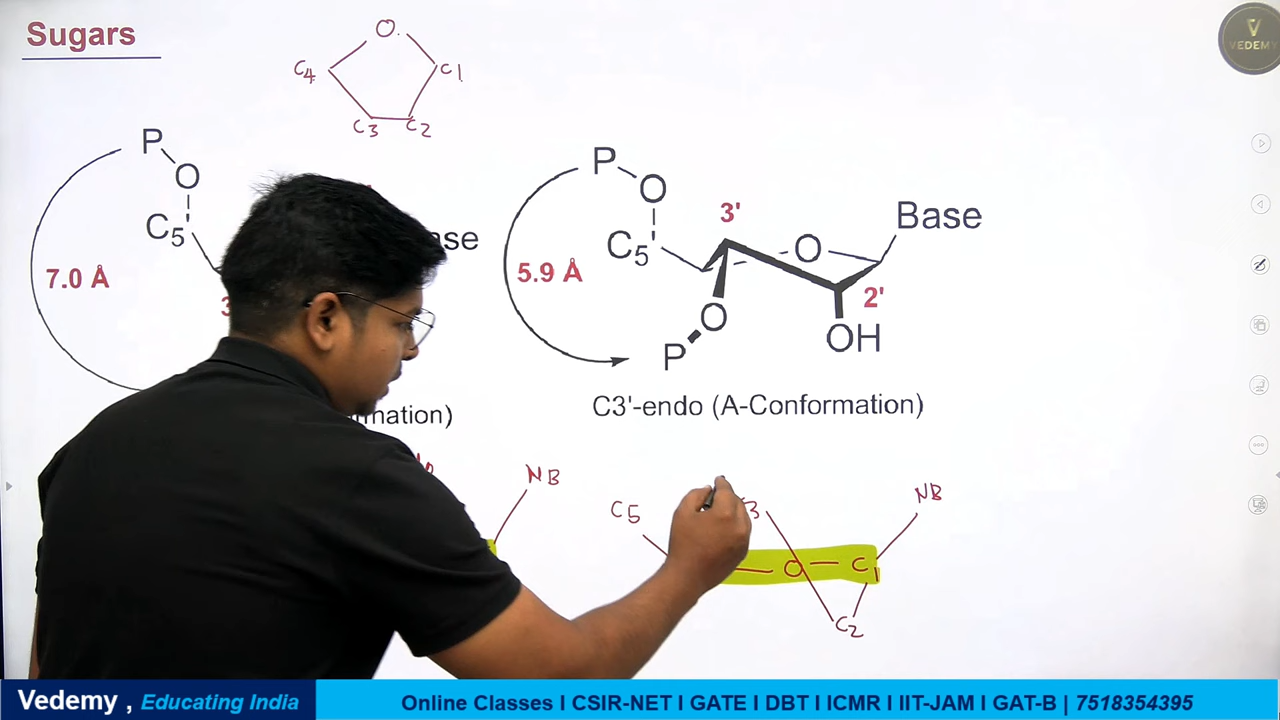 Sugars
V
VEDEMY
O
C4
C1
C3
C2
P
O
C5'
7.0 Å
P
O
C5'
5.9 Å
3'
O
Base
2'
O
P
OH
C3'-endo (A-Conformation)
NB
C5
3
NB
O
C1
C2
Vedemy , Educating India
Online Classes I CSIR-NET I GATE I DBT I ICMR I IIT-JAM I GAT-B | 7518354395